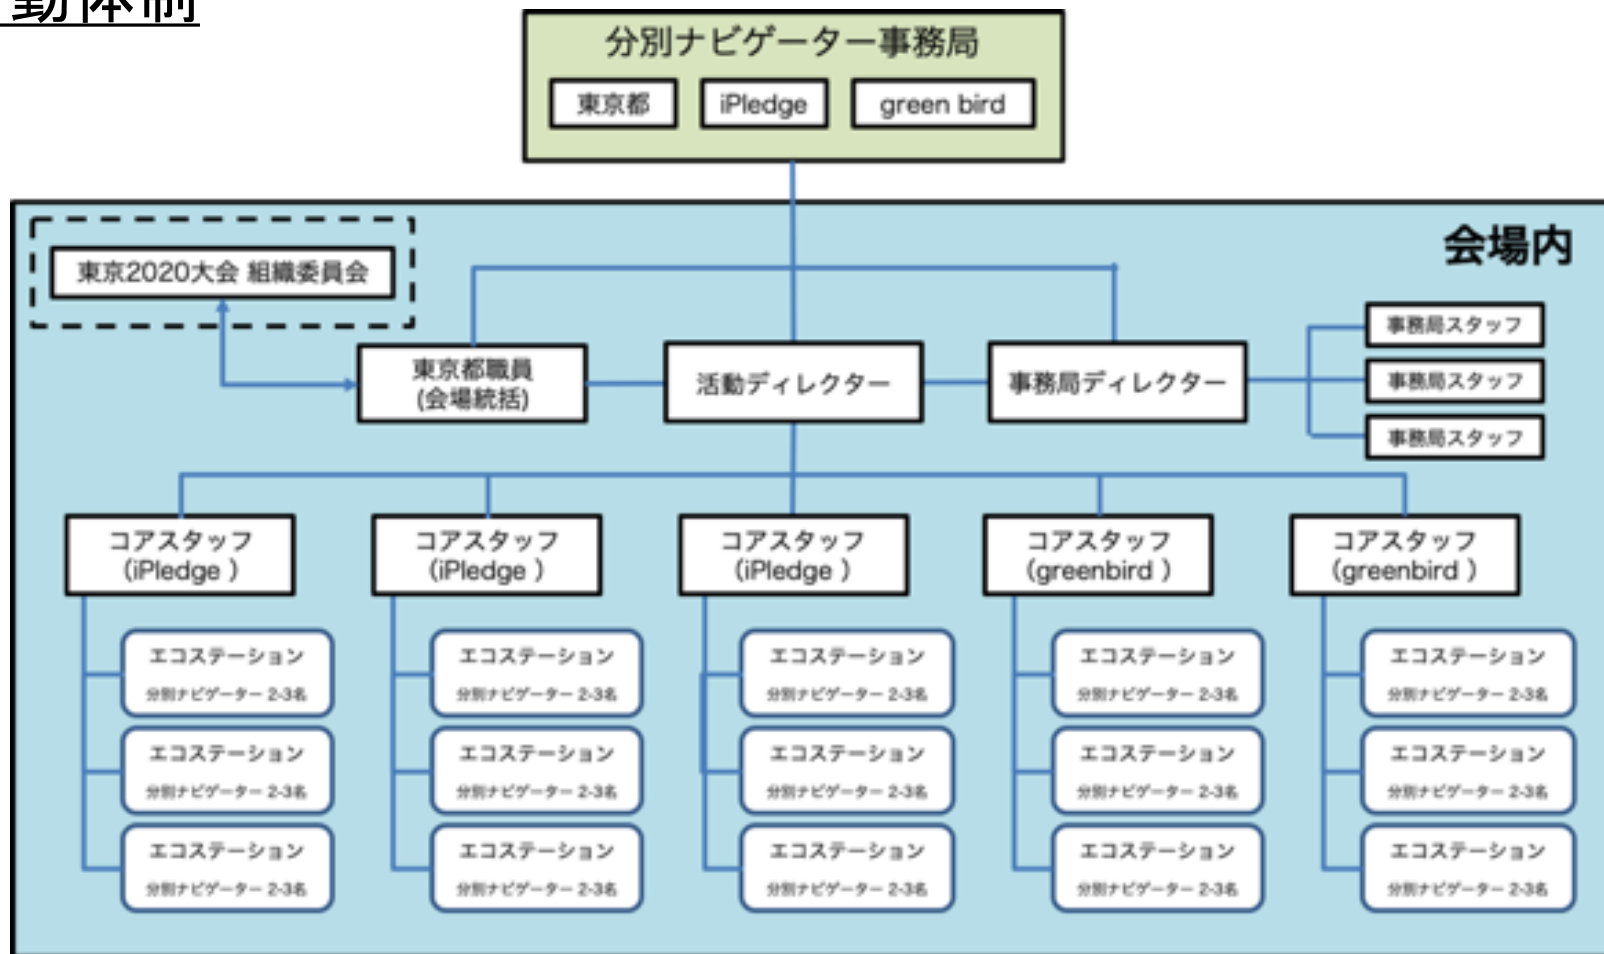 動体制
分別ナビゲーター事務局
東京都
iPledge
green bird
会場内
東京2020大会 組織委員会
東京都職員
(会場統括)
活動ディレクター
事務局ディレクター
事務局スタッフ
事務局スタッフ
事務局スタッフ
コアスタッフ
（iPledge ）
コアスタッフ
（iPledge ）
コアスタッフ
（iPledge ）
コアスタッフ
（greenbird ）
コアスタッフ
（greenbird ）
エコステーション
分別ナビゲーター 2-3名
エコステーション
分別ナビゲーター 2-3名
エコステーション
分別ナビゲーター 2-3名
エコステーション
分別ナビゲーター 2-3名
エコステーション
分別ナビゲーター 2-3名
エコステーション
分別ナビゲーター 2-3名
エコステーション
分別ナビゲーター 2-3名
エコステーション
分別ナビゲーター 2-3名
エコステーション
分別ナビゲーター 2-3名
エコステーション
分別ナビゲーター 2-3名
エコステーション
分別ナビゲーター 2-3名
エコステーション
分別ナビゲーター 2-3名
エコステーション
分別ナビゲーター 2-3名
エコステーション
分別ナビゲーター 2-3名
エコステーション
分別ナビゲーター 2-3名